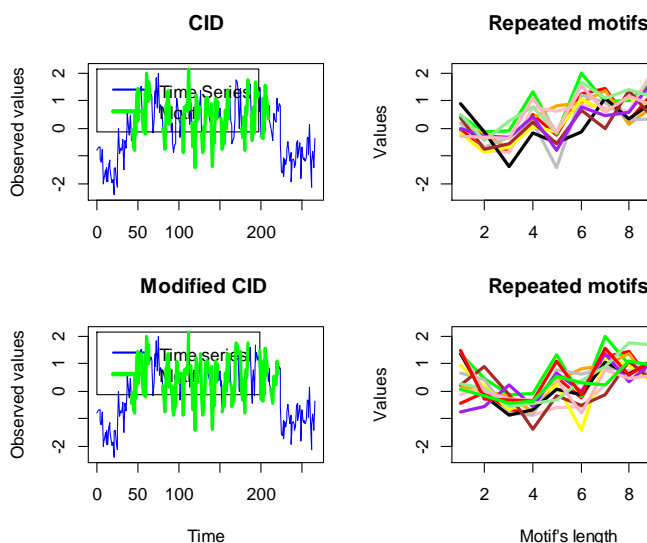 CID
Observed values
2
1
0
-2
0
50
100
200
Time Series
Repeated motifs
Values
2
1
0
-2
2
4
6
8
Modified CID
Observed values
2
1
0
-2
0
50
100
200
Time series
Time
Repeated motifs
Values
2
1
0
-2
2
4
6
8
Motif's length